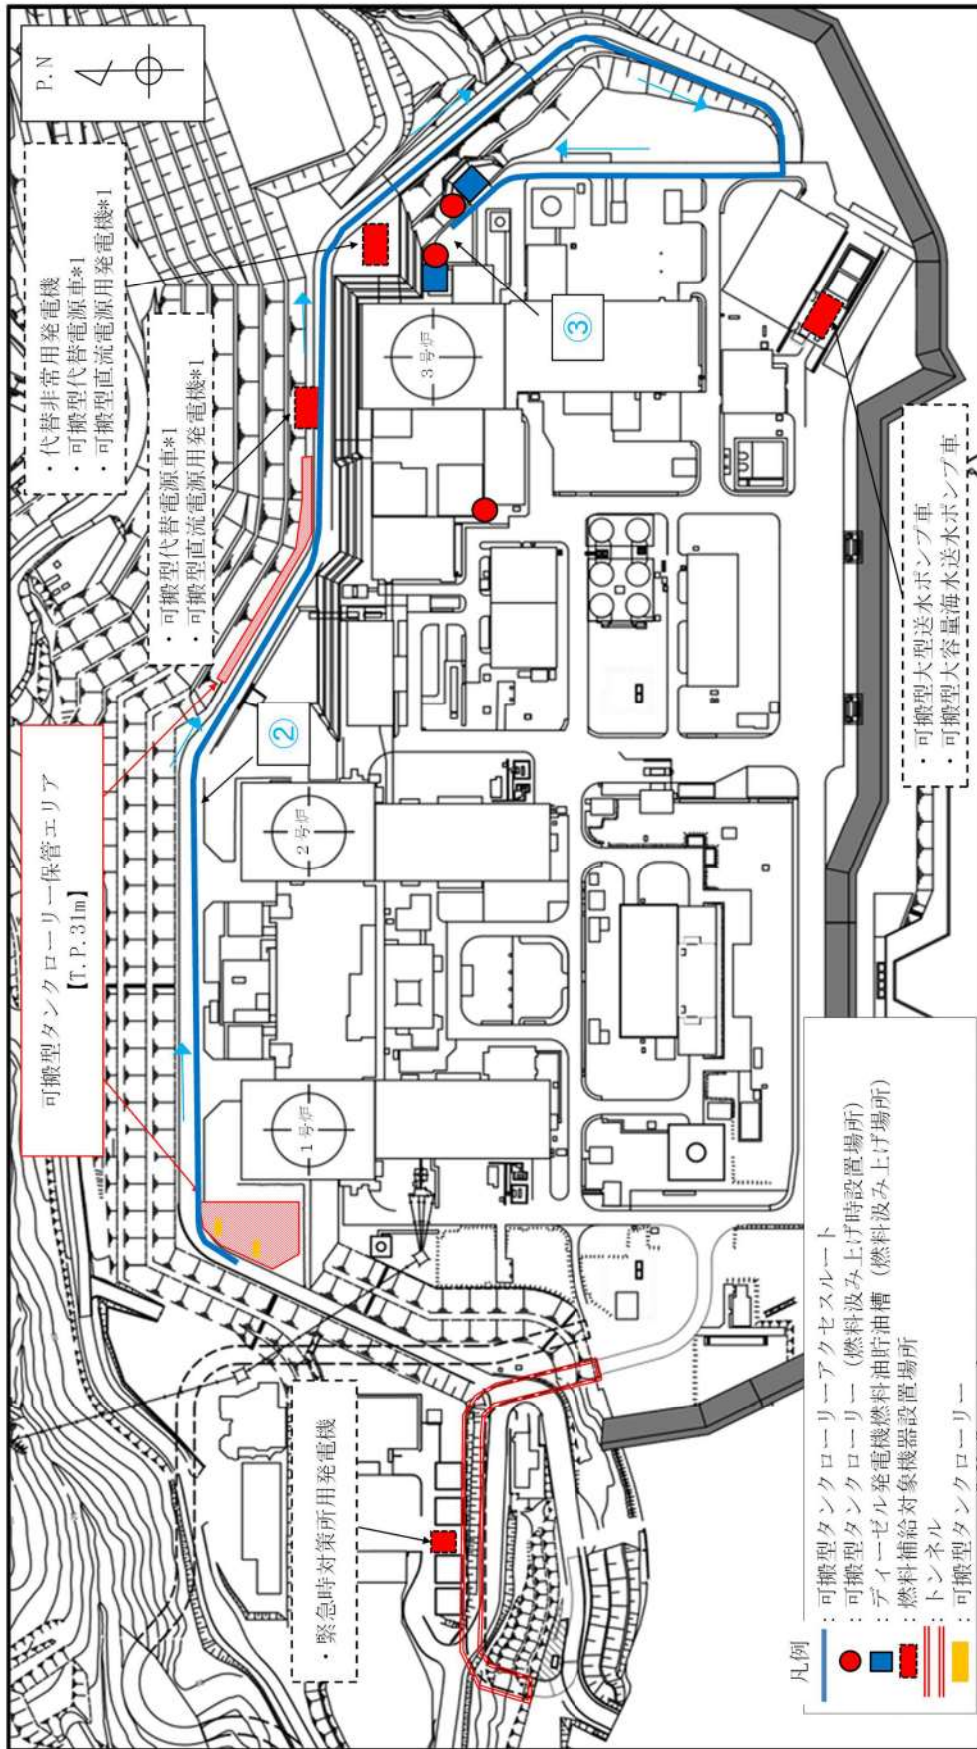 P.N
・代替非常用発電機
・可搬型代替電源車*1
・可搬型直流電源用発電機*1
・可搬型代替電源車*1
・可搬型直流電源用発電機*1
可搬型タンクローリー保管エリア
【T.P.31m】
・緊急時対策所用発電機
1号炉
2号炉
3号炉
②
③
・可搬型大型送水ポンプ車
・可搬型大容量海水送水ポンプ車
凡例
：可搬型タンクローリーアクセスルート
：可搬型タンクローリー（燃料汲み上げ時設置場所）
：ディーゼル発電機燃料油貯油槽（燃料汲み上げ場所）
：燃料補給対象機器設置場所
：トンネル
：可搬型タンクローリー